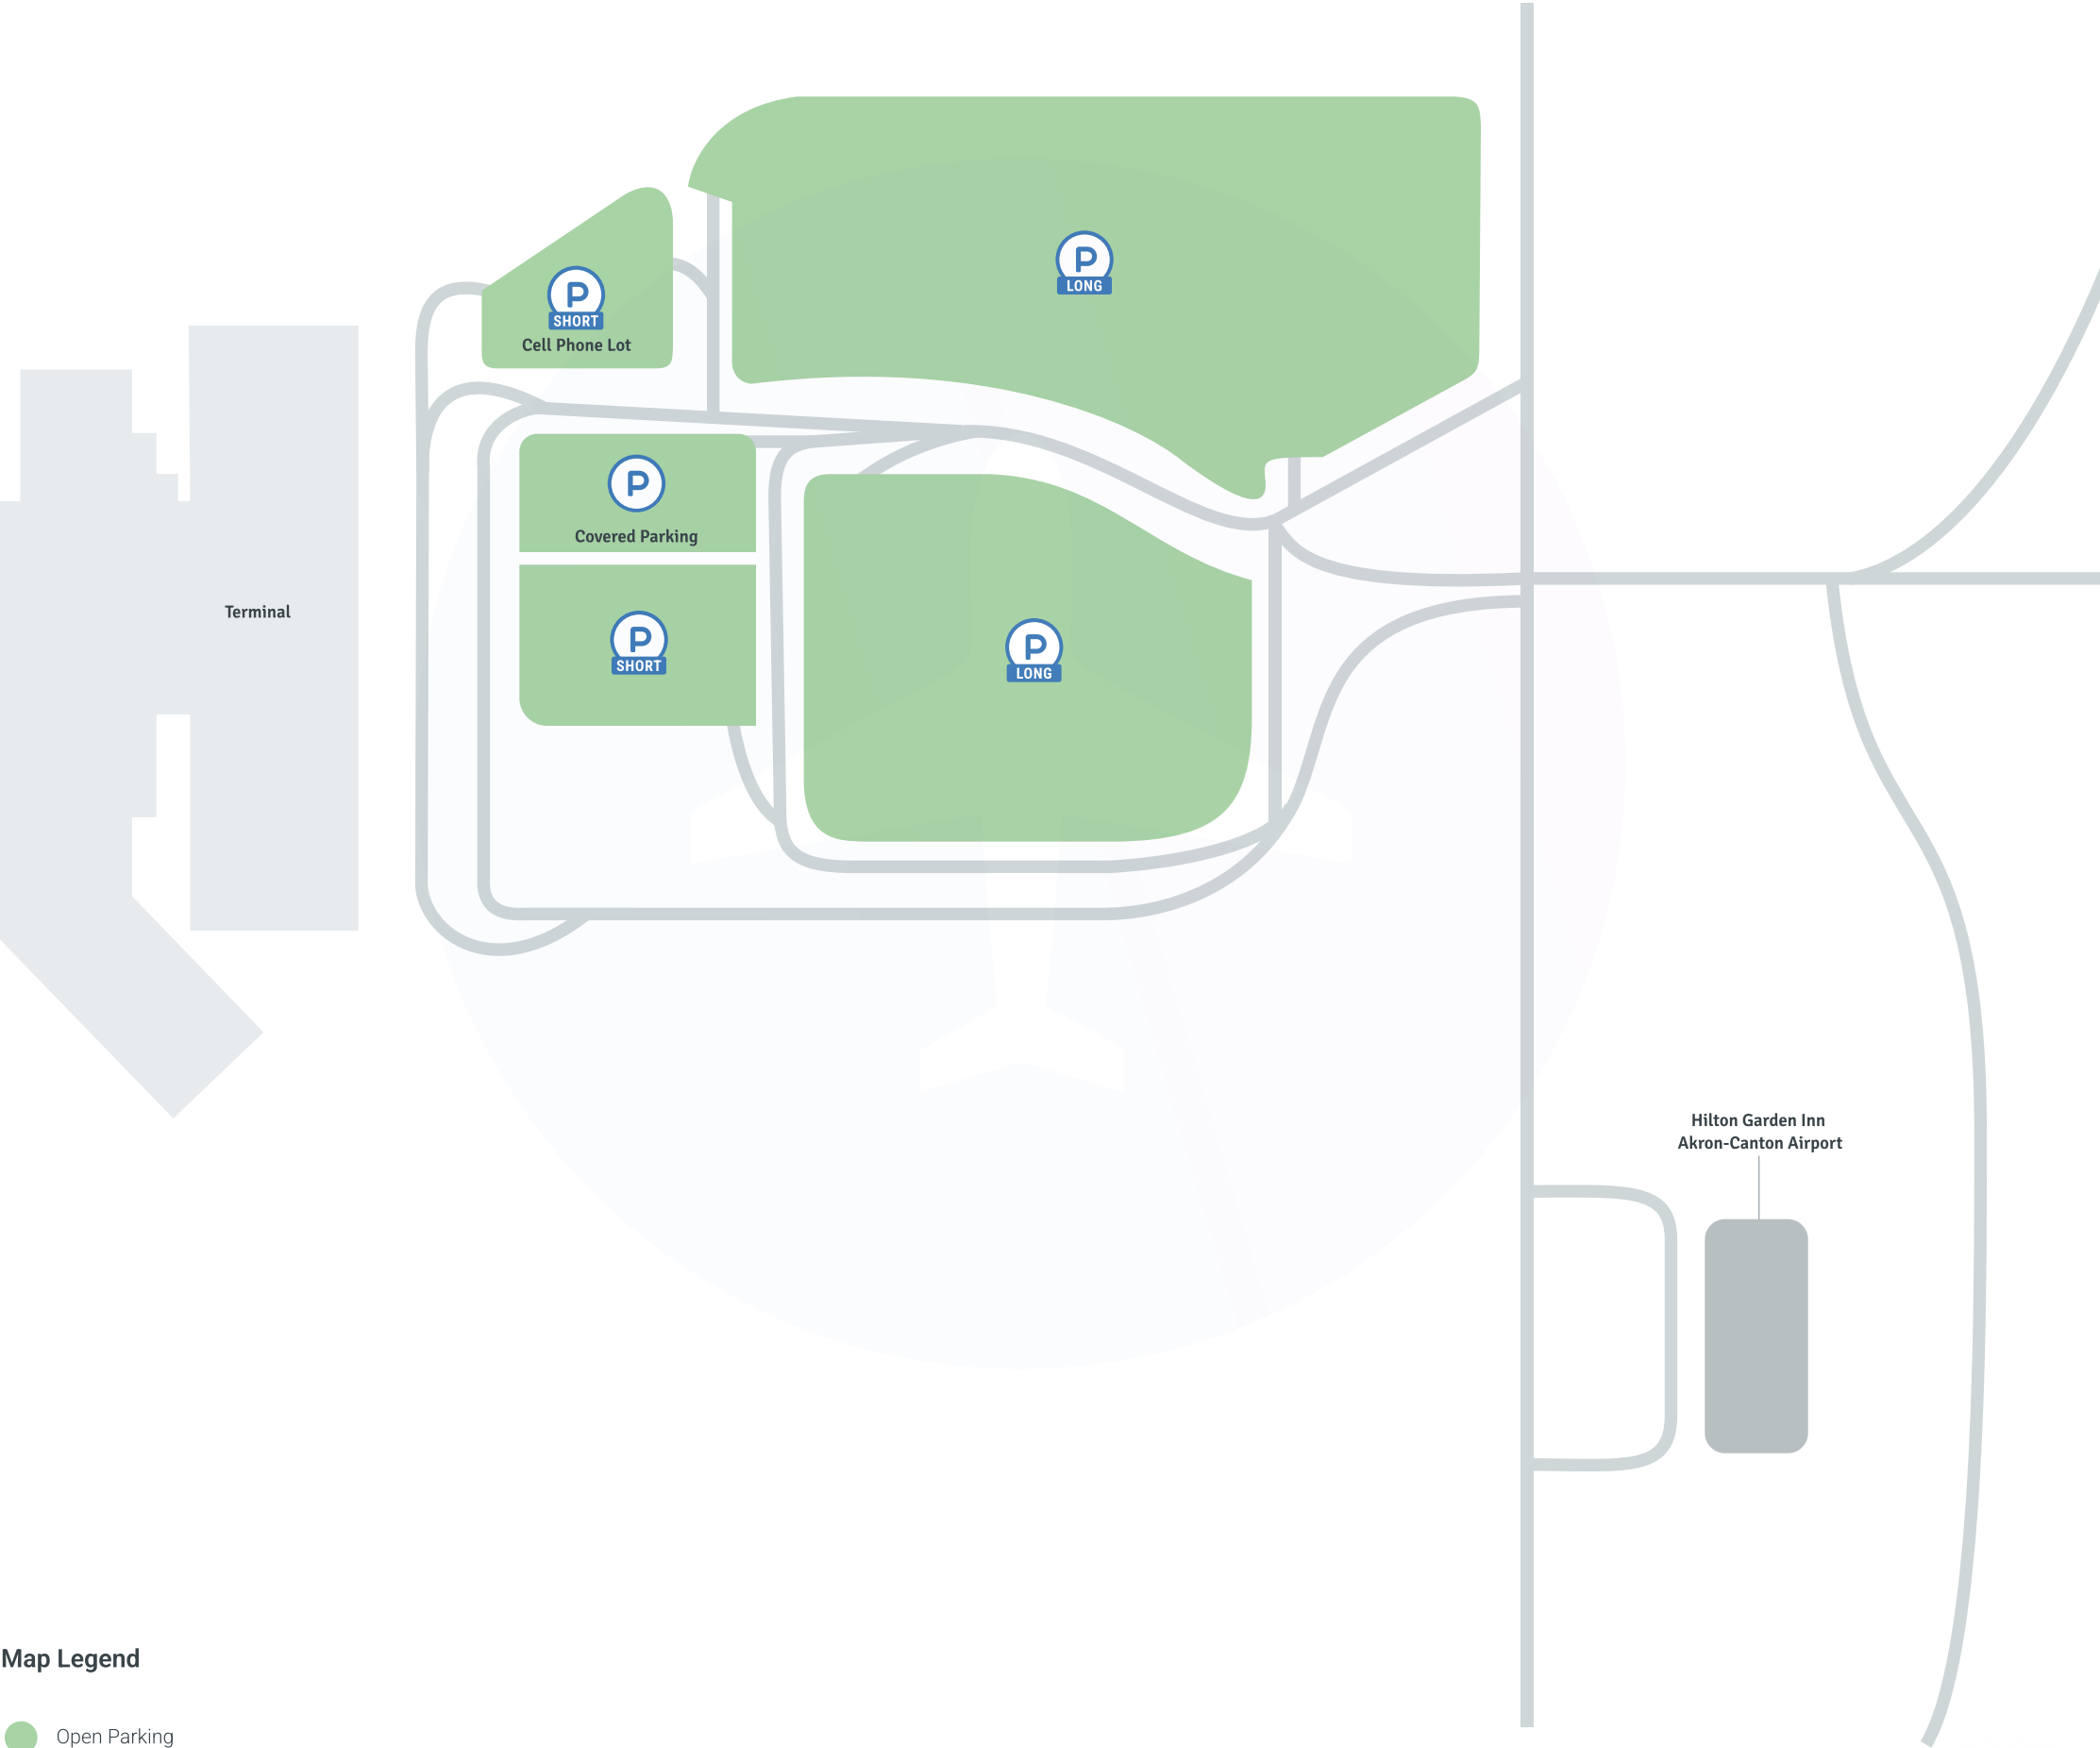 P
LONG
P
SHORT
Cell Phone Lot
P
Covered Parking
Terminal
P
SHORT
P
LONG
Hilton Garden Inn
Akron-Canton Airport
Map Legend
Open Parking